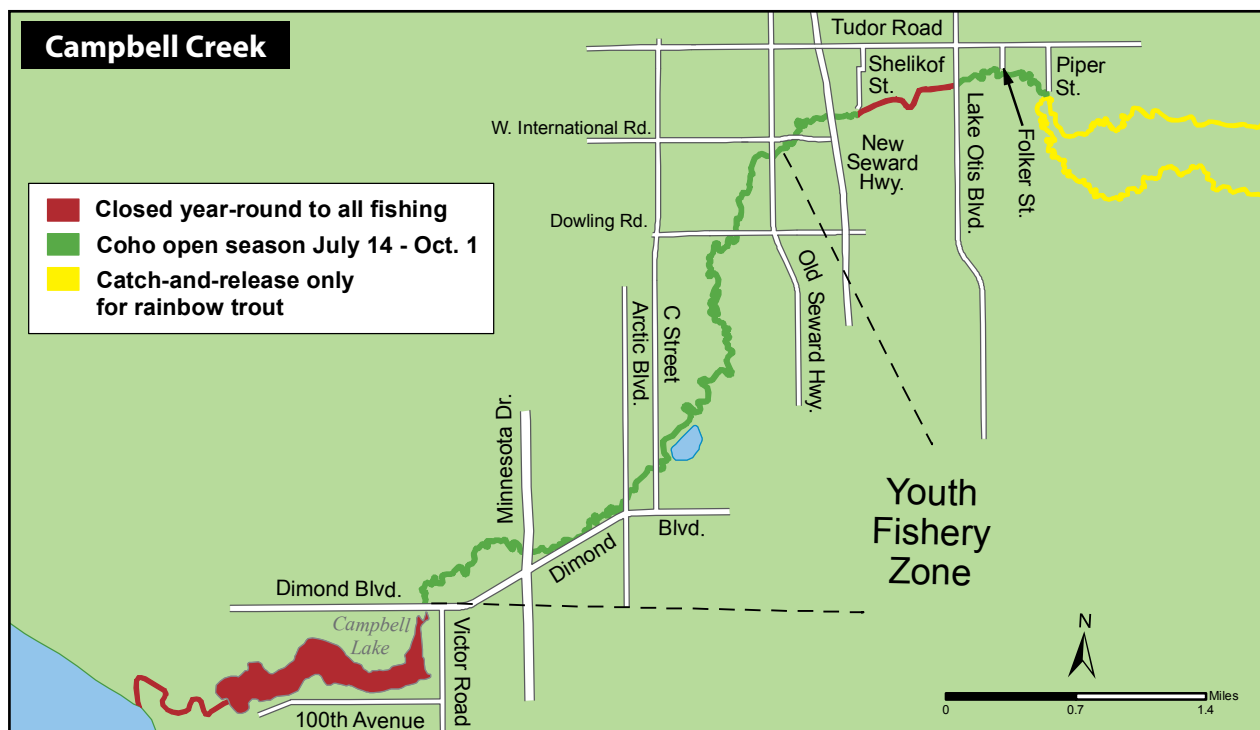 Campbell Creek
Tudor Road
Shelikof
St.
Piper
St.
W. International Rd.
New
Seward
Hwy.
Lake Otis Blvd.
Folker St.
Closed year-round to all fishing
Coho open season July 14 - Oct. 1
Catch-and-release only
for rainbow trout
Dowling Rd.
Old Seward Hwy.
Arctic Blvd.
C Street
Minnesota Dr.
Youth
Fishery
Zone
Blvd.
Dimond
Dimond Blvd.
Campbell
Lake
Victor Road
100th Avenue
N
Miles
0 0.7 1.4